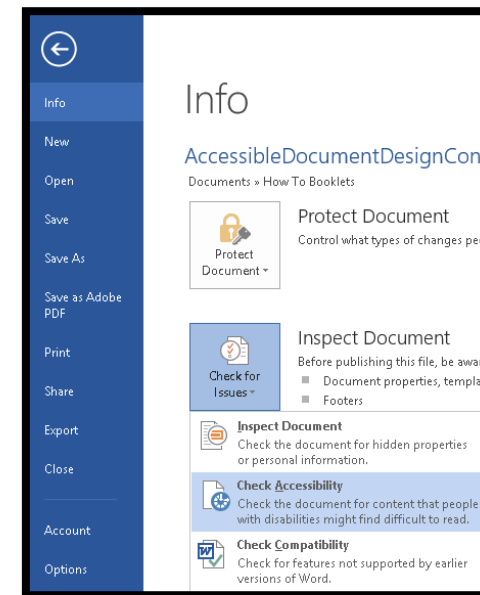 Info
New
Open
Save
Save As
Save as Adobe
PDF
Print
Share
Export
Close
Account
Options
Info
AccessibleDocumentDesignCon
Documents » How To Booklets
Protect
Document
Protect Document
Control what types of changes pe
Check for
Issues
Inspect Document
Before publishing this file, be awa
Document properties, templa
Footers
Inspect Document
Check the document for hidden properties
or personal information.
Check Accessibility
Check the document for content that people
with disabilities might find difficult to read.
Check Compatibility
Check for features not supported by earlier
versions of Word.